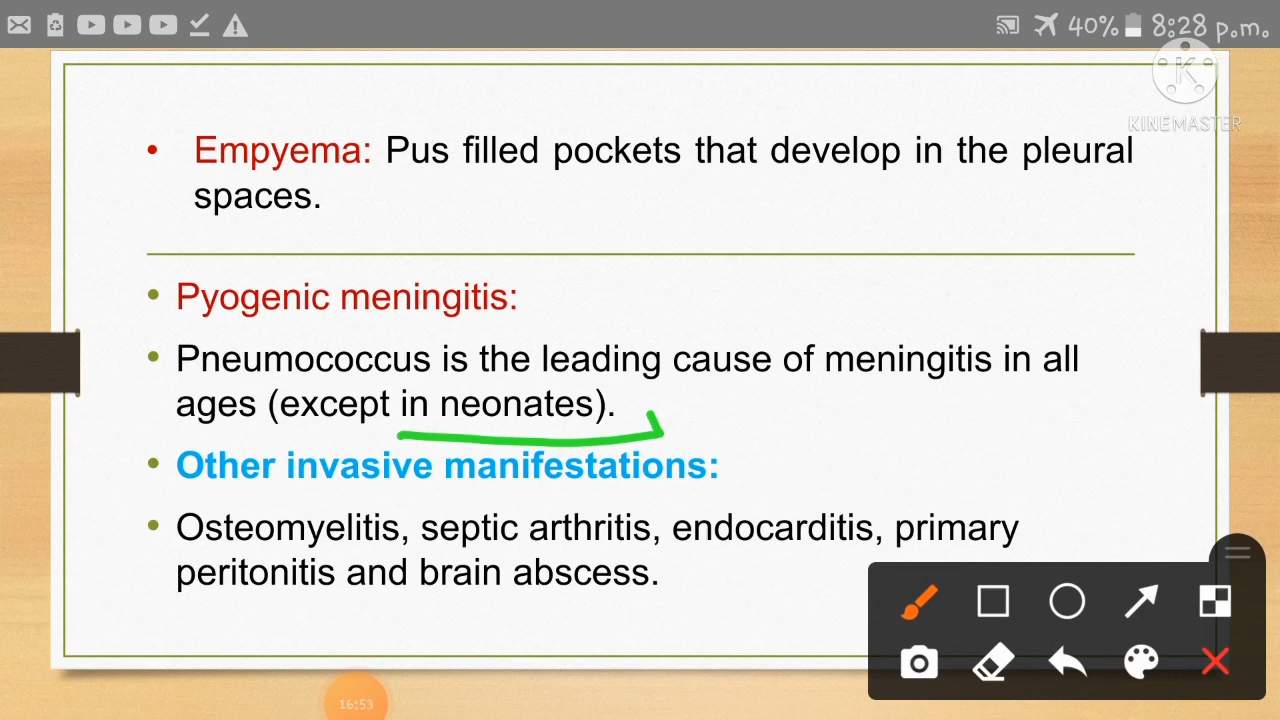 40% 8:28 p.m.
K
KINEMASTER
• Empyema: Pus filled pockets that develop in the pleural
spaces.
• Pyogenic meningitis:
• Pneumococcus is the leading cause of meningitis in all
ages (except in neonates).
• Other invasive manifestations:
• Osteomyelitis, septic arthritis, endocarditis, primary
peritonitis and brain abscess.
16:53